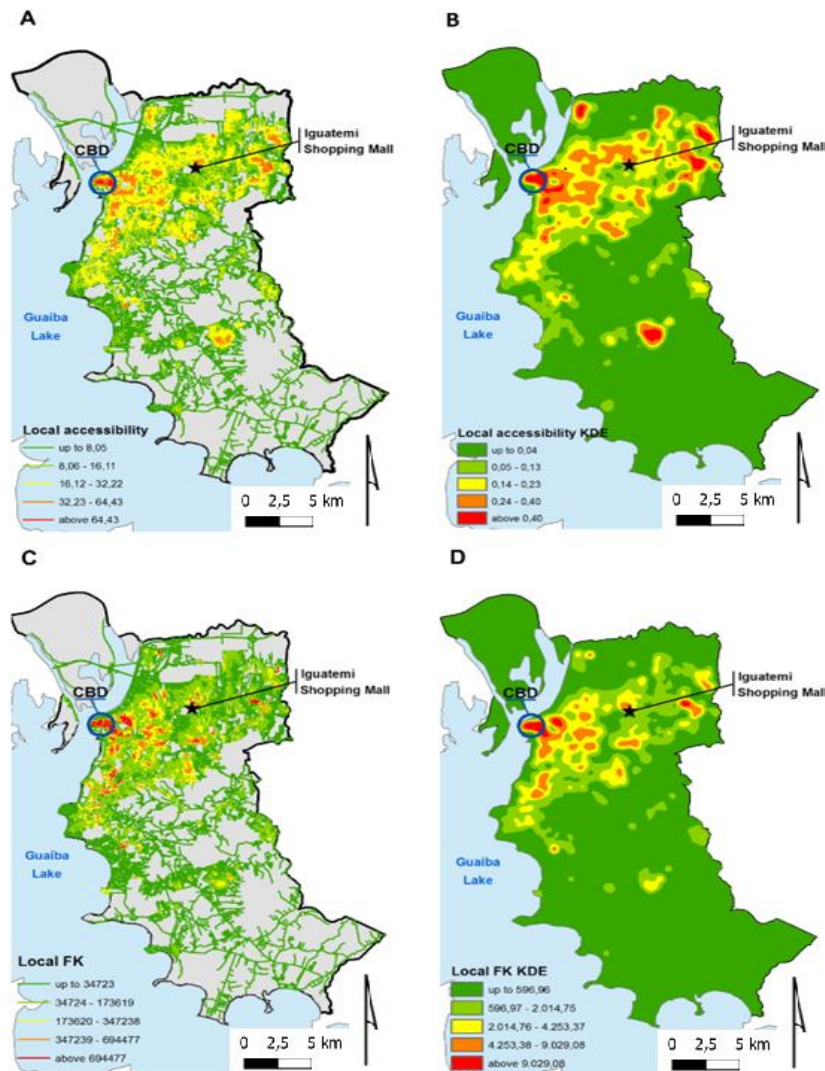 A
CBD
Iguatemi
Shopping Mall
Guaíba
Lake
Local accessibility
up to 8,05
8,06 - 16,11
16,12 - 32,22
32,23 - 64,43
above 64,43
0 2,5 5 km
B
CBD
Iguatemi
Shopping Mall
Guaíba
Lake
Local accessibility KDE
up to 0,04
0,05 - 0,13
0,14 - 0,23
0,24 - 0,40
above 0,40
0 2,5 5 km
C
CBD
Iguatemi
Shopping Mall
Guaíba
Lake
Local FK
up to 34723
34724 - 173619
173620 - 347238
347239 - 694477
above 694477
0 2,5 5 km
D
CBD
Iguatemi
Shopping Mall
Guaíba
Lake
Local FK KDE
up to 596,96
596,97 - 2.014,75
2.014,76 - 4.253,37
4.253,38 - 9.029,08
above 9.029,08
0 2,5 5 km